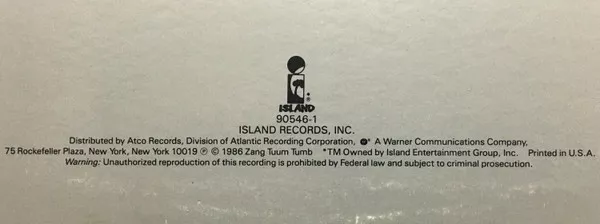 ISLAND
90546-1
ISLAND RECORDS, INC.
Distributed by Atco Records, Division of Atlantic Recording Corporation, A Warner Communications Company,
75 Rockefeller Plaza, New York, New York 10019 ℗ © 1986 Zang Tuum Tumb *TM Owned by Island Entertainment Group, Inc. Printed in U.S.A.
Warning: Unauthorized reproduction of this recording is prohibited by Federal law and subject to criminal prosecution.